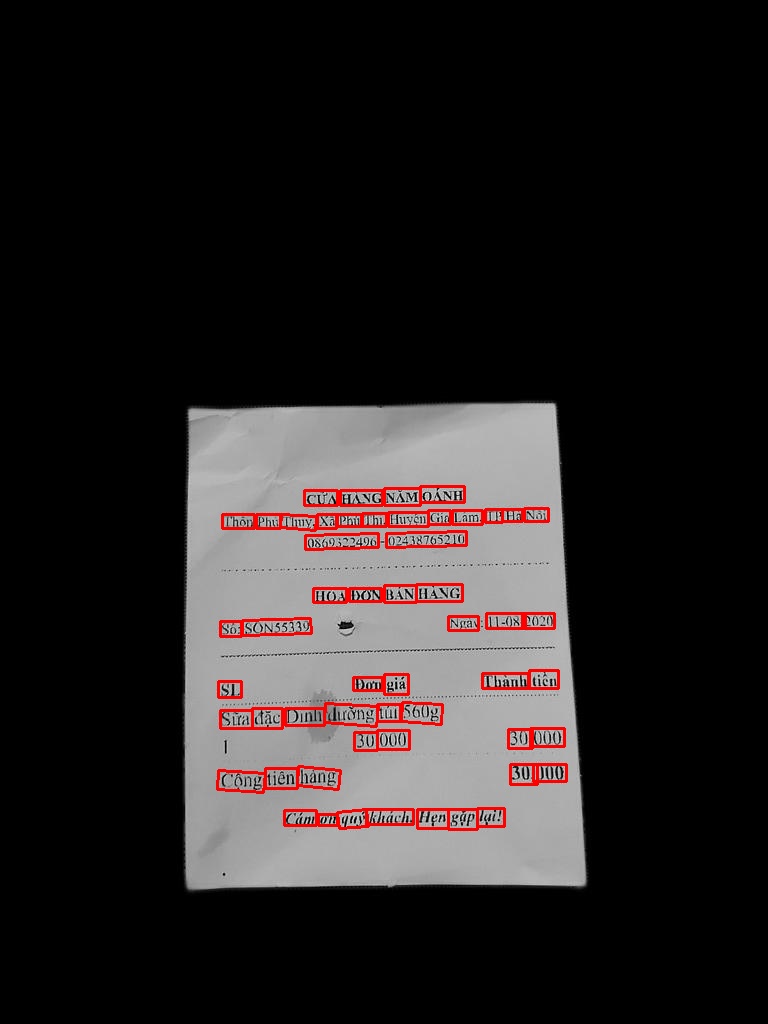 CỬA HÀNG NĂM OÁNH
Thôn Phú Thụy, Xã Phú Thị, Huyện Gia Lâm, TP Hà Nội
0869322496 - 02438765210
HÓA ĐƠN BÁN HÀNG
Số: SON55339 Ngày: 11-08-2020
SL Đơn giá Thành tiền
Sữa đặc Dinh dưỡng túi 560g
1 30,000 30,000
Cộng tiền hàng 30,000
Cám ơn quý khách. Hẹn gặp lại!